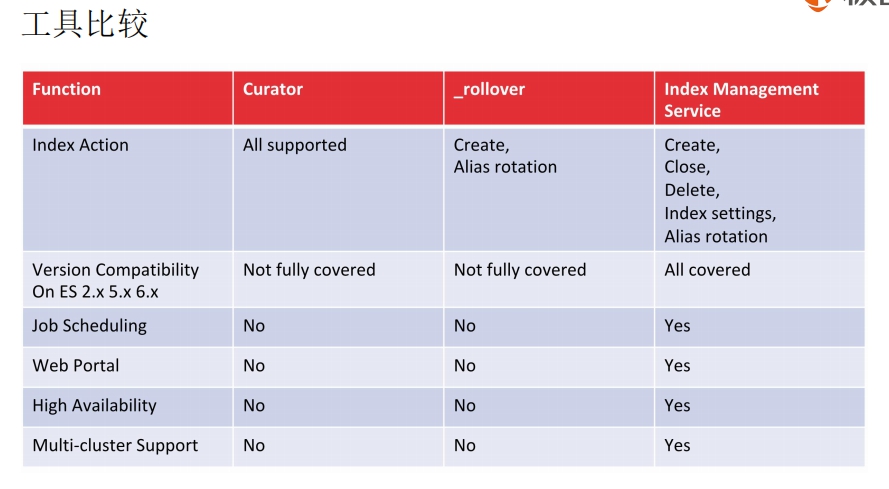 工具比较
Function Curator _rollover Index Management
Service
Index Action All supported Create, Create,
Alias rotation Close,
Delete,
Index settings,
Alias rotation
Version Compatibility Not fully covered Not fully covered All covered
On ES 2.x 5.x 6.x
Job Scheduling No No Yes
Web Portal No No Yes
High Availability No No Yes
Multi-cluster Support No No Yes